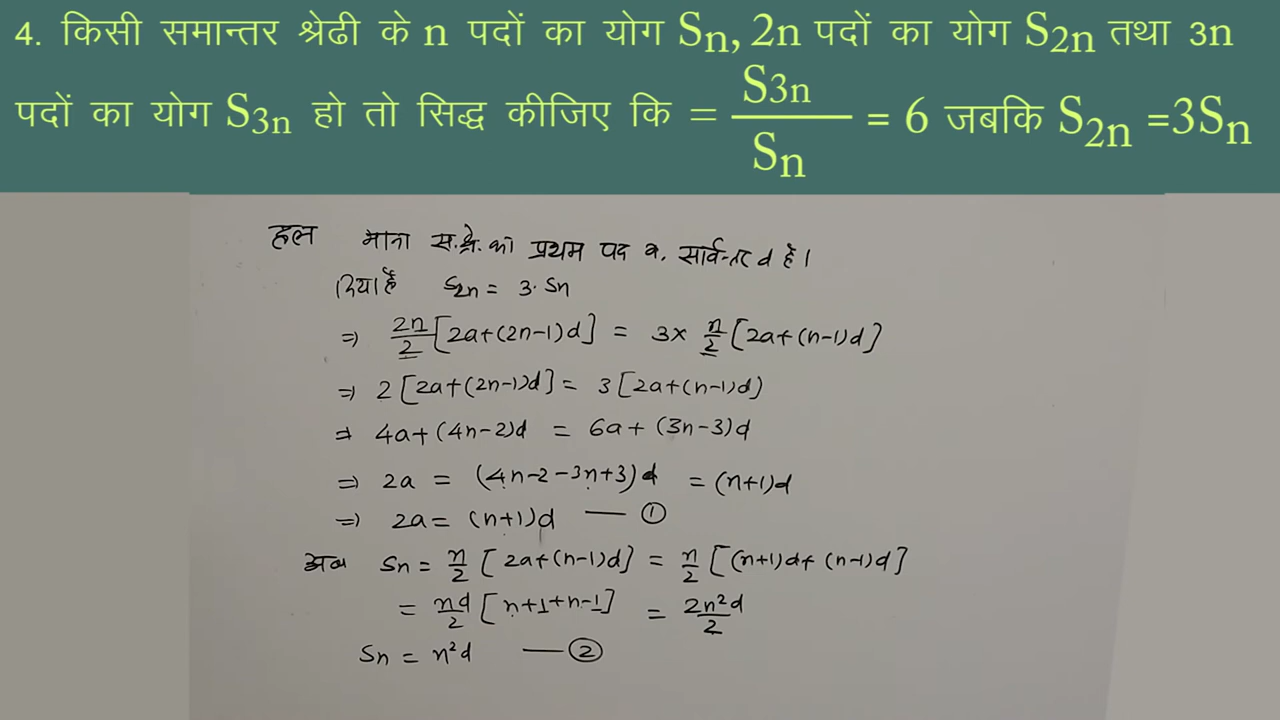 4. किसी समान्तर श्रेढी के n पदों का योग Sn, 2n पदों का योग S2n तथा 3n
पदों का योग S3n हो तो सिद्ध कीजिए कि = S3n/Sn = 6 जबकि S2n =3Sn
हल माना स.श्रे. का प्रथम पद a, सार्वन्तर d है।
दिया है S2n = 3. Sn
⇒ 2n/2 [2a+(2n-1)d] = 3× n/2 [2a+(n-1)d]
⇒ 2[2a+(2n-1)d] = 3[2a+(n-1)d]
⇒ 4a+(4n-2)d = 6a+(3n-3)d
⇒ 2a = (4n-2-3n+3)d = (n+1)d
⇒ 2a = (n+1)d — ①
अब Sn = n/2 [2a+(n-1)d] = n/2 [(n+1)d+(n-1)d]
= nd/2 [n+1+n-1] = 2n²d/2
Sn = n²d — ②